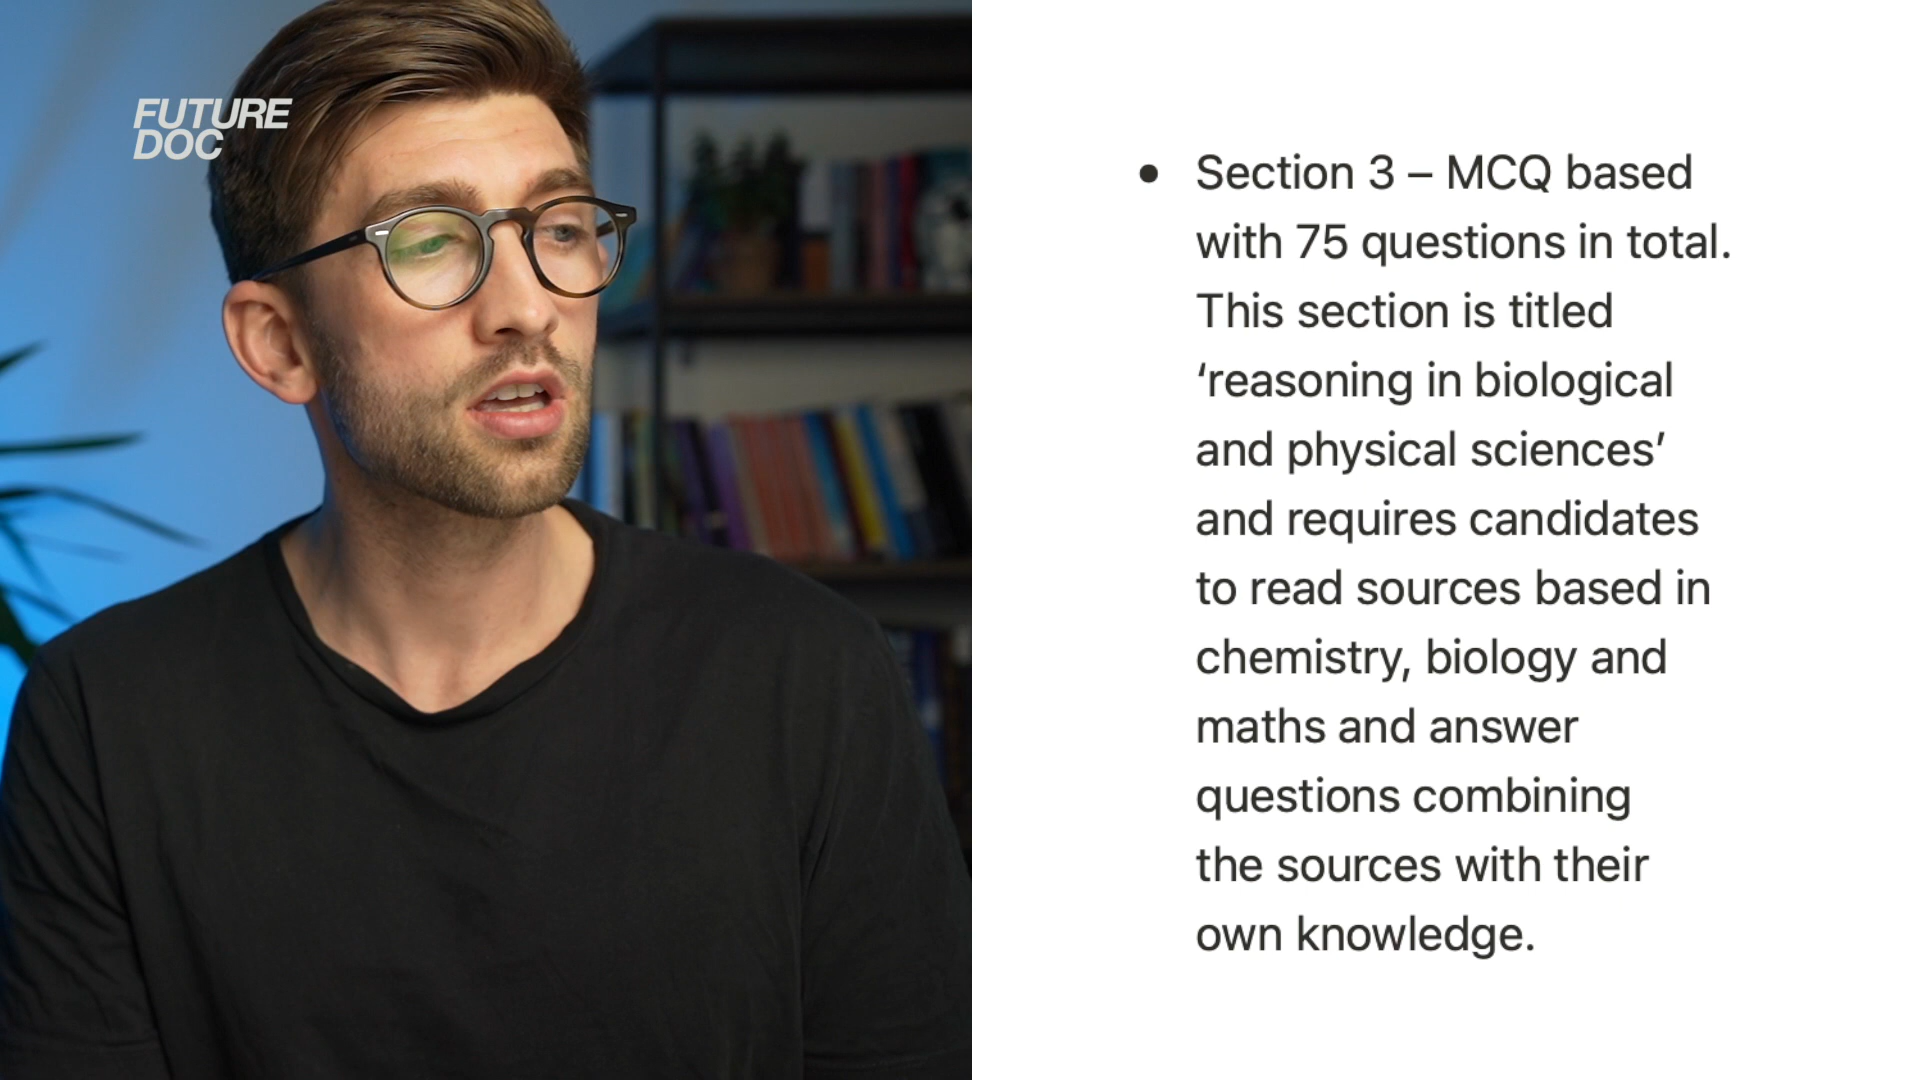 FUTURE
DOC
• Section 3 – MCQ based
with 75 questions in total.
This section is titled
‘reasoning in biological
and physical sciences’
and requires candidates
to read sources based in
chemistry, biology and
maths and answer
questions combining
the sources with their
own knowledge.